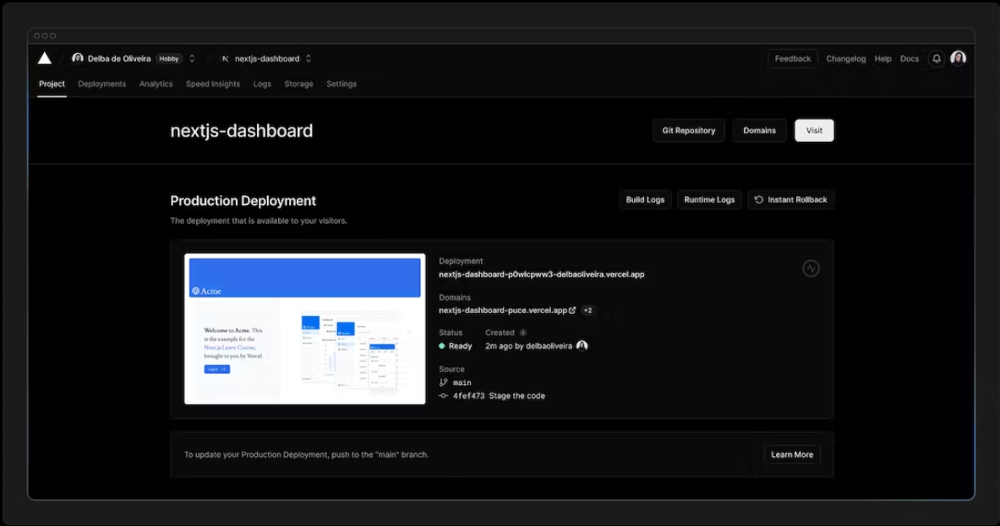 Delba de Oliveira Hobby nextjs-dashboard Feedback Changelog Help Docs
Project Deployments Analytics Speed Insights Logs Storage Settings
nextjs-dashboard Git Repository Domains Visit
Production Deployment Build Logs Runtime Logs Instant Rollback
The deployment that is available to your visitors.
Acme
Welcome to Acme. This
is the example for the
Next.js Learn Course,
brought to you by Vercel.
Log in
Deployment
nextjs-dashboard-p0wlcpww3-delbaoliveira.vercel.app
Domains
nextjs-dashboard-puce.vercel.app +2
Status Created
Ready 2m ago by delbaoliveira
Source
main
4fef473 Stage the code
To update your Production Deployment, push to the "main" branch. Learn More